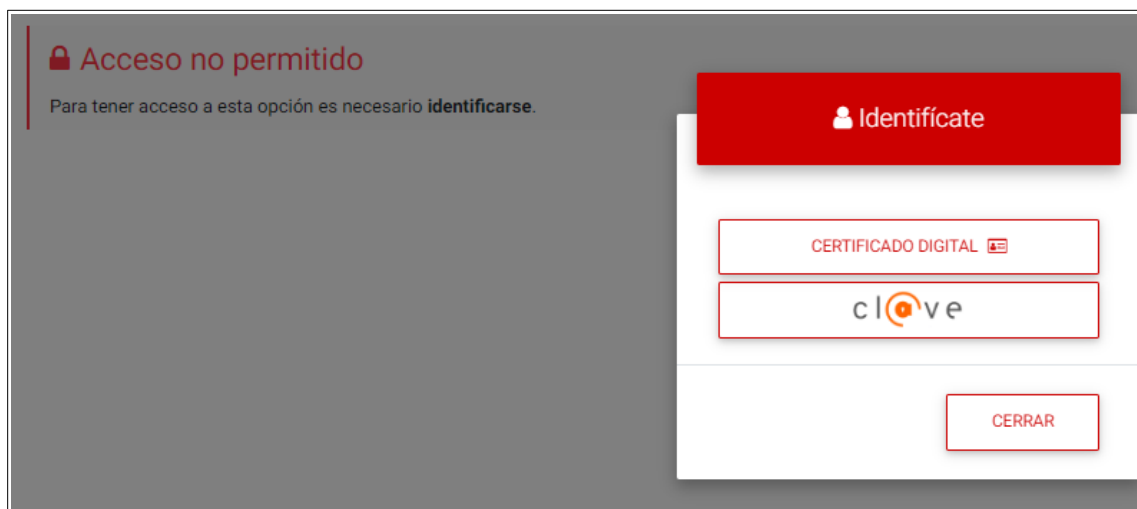 Acceso no permitido
Para tener acceso a esta opción es necesario identificarse.
Identifícate
CERTIFICADO DIGITAL
cl@ve
CERRAR